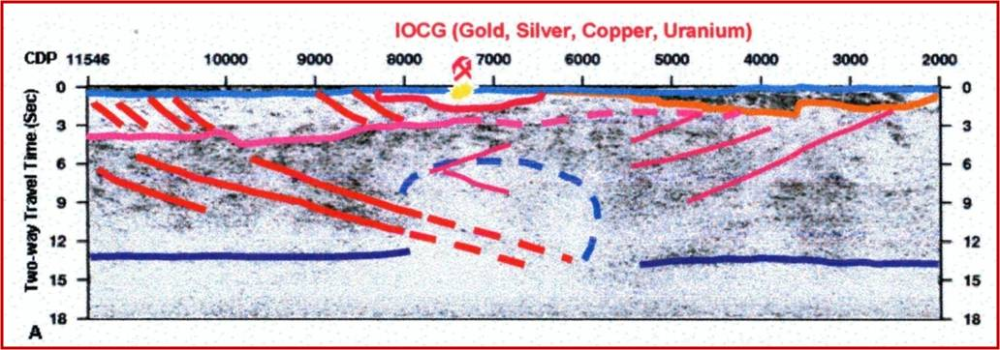 IOCG (Gold, Silver, Copper, Uranium)
CDP 11546 10000 9000 8000 7000 6000 5000 4000 3000 2000
0 0
3 3
6 6
9 9
12 12
15 15
18 18
Two-way Travel Time (Sec)
A